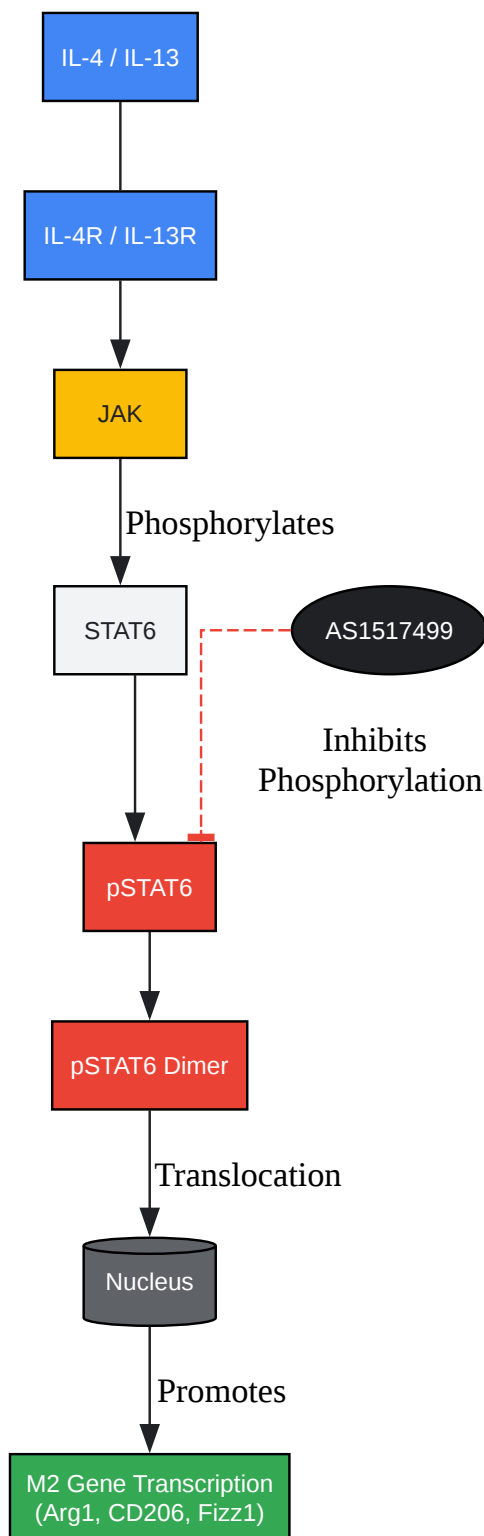 IL-4 / IL-13
IL-4R / IL-13R
JAK
Phosphorylates
STAT6
AS1517499
Inhibits
Phosphorylation
pSTAT6
pSTAT6 Dimer
Translocation
Nucleus
Promotes
M2 Gene Transcription
(Arg1, CD206, Fizz1)